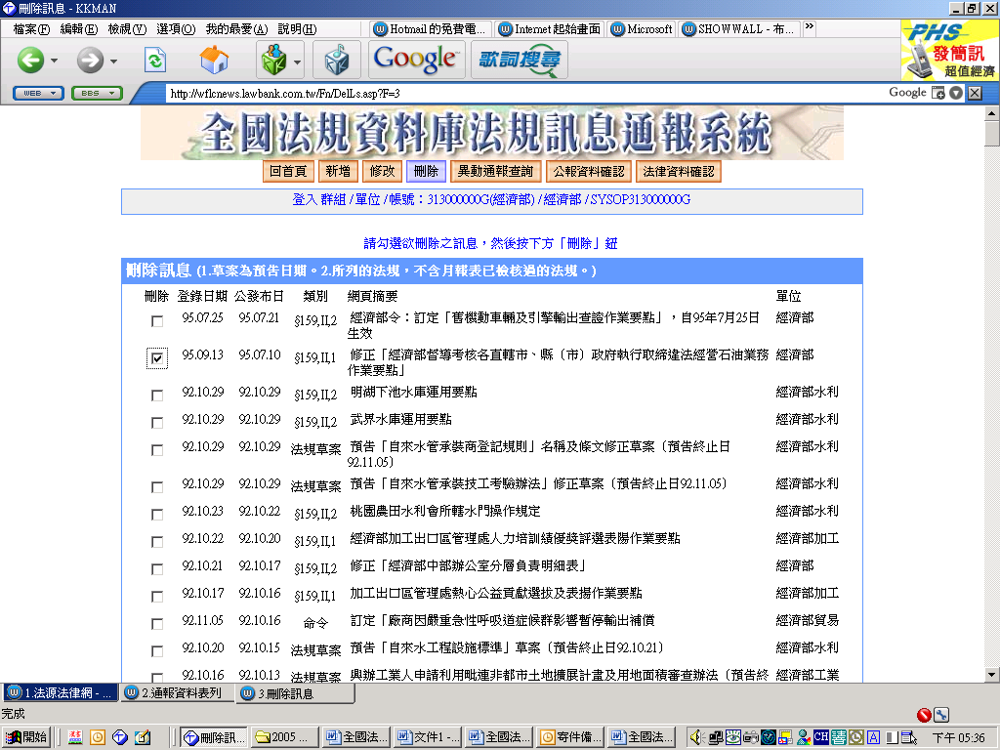 刪除訊息 - KKMAN
檔案(F) 編輯(E) 檢視(V) 選項(O) 我的最愛(A) 說明(H)
Hotmail 的免費電... Internet 起始畫面 Microsoft SHOWWALL - 布... »
Google 歌詞搜尋
PHS
發簡訊
超值經濟
WEB BBS http://wflcnews.lawbank.com.tw/Fn/DelLs.asp?F=3 Google
全國法規資料庫法規訊息通報系統
回首頁 新增 修改 刪除 異動通報查詢 公報資料確認 法律資料確認
登入 群組 / 單位 / 帳號：313000000G(經濟部) / 經濟部 / SYSOP313000000G
請勾選欲刪除之訊息，然後按下方「刪除」鈕
刪除訊息 (1.草案為預告日期。2.所列的法規，不含月報表已檢核過的法規。)
刪除 登錄日期 公發布日 類別 網頁摘要 單位
95.07.25 95.07.21 §159,II,2 經濟部令：訂定「舊機動車輛及引擎輸出查證作業要點」，自95年7月25日 經濟部
生效
95.09.13 95.07.10 §159,II,1 修正「經濟部督導考核各直轄市、縣（市）政府執行取締違法經營石油業務 經濟部
作業要點」
92.10.29 92.10.29 §159,II,2 明湖下池水庫運用要點 經濟部水利
92.10.29 92.10.29 §159,II,2 武界水庫運用要點 經濟部水利
92.10.29 92.10.29 法規草案 預告「自來水管承裝商登記規則」名稱及條文修正草案（預告終止日 經濟部水利
92.11.05）
92.10.29 92.10.29 法規草案 預告「自來水管承裝技工考驗辦法」修正草案（預告終止日92.11.05） 經濟部水利
92.10.23 92.10.22 §159,II,2 桃園農田水利會所轄水門操作規定 經濟部水利
92.10.22 92.10.20 §159,II,1 經濟部加工出口區管理處人力培訓績優獎評選表陽作業要點 經濟部加工
92.10.21 92.10.17 §159,II,2 修正「經濟部中部辦公室分層負責明細表」 經濟部
92.10.17 92.10.16 §159,II,1 加工出口區管理處熱心公益貢獻選拔及表揚作業要點 經濟部加工
92.11.05 92.10.16 命令 訂定「廠商因嚴重急性呼吸道症候群影響暫停輸出補償 經濟部貿易
92.10.20 92.10.15 法規草案 預告「自來水工程設施標準」草案（預告終止日92.10.21） 經濟部水利
92.10.16 92.10.13 法規草案 興辦工業人申請利用毗連非都市土地擴展計畫及用地面積審查辦法（預告終 經濟部工業
1.法源法律網 - ... 2.通報資料表列 3.刪除訊息
完成
開始 刪除訊... 2005 ... 全國法... 文件1 -... 全國法... 寄件備... 全國法... CH A 下午 05:36